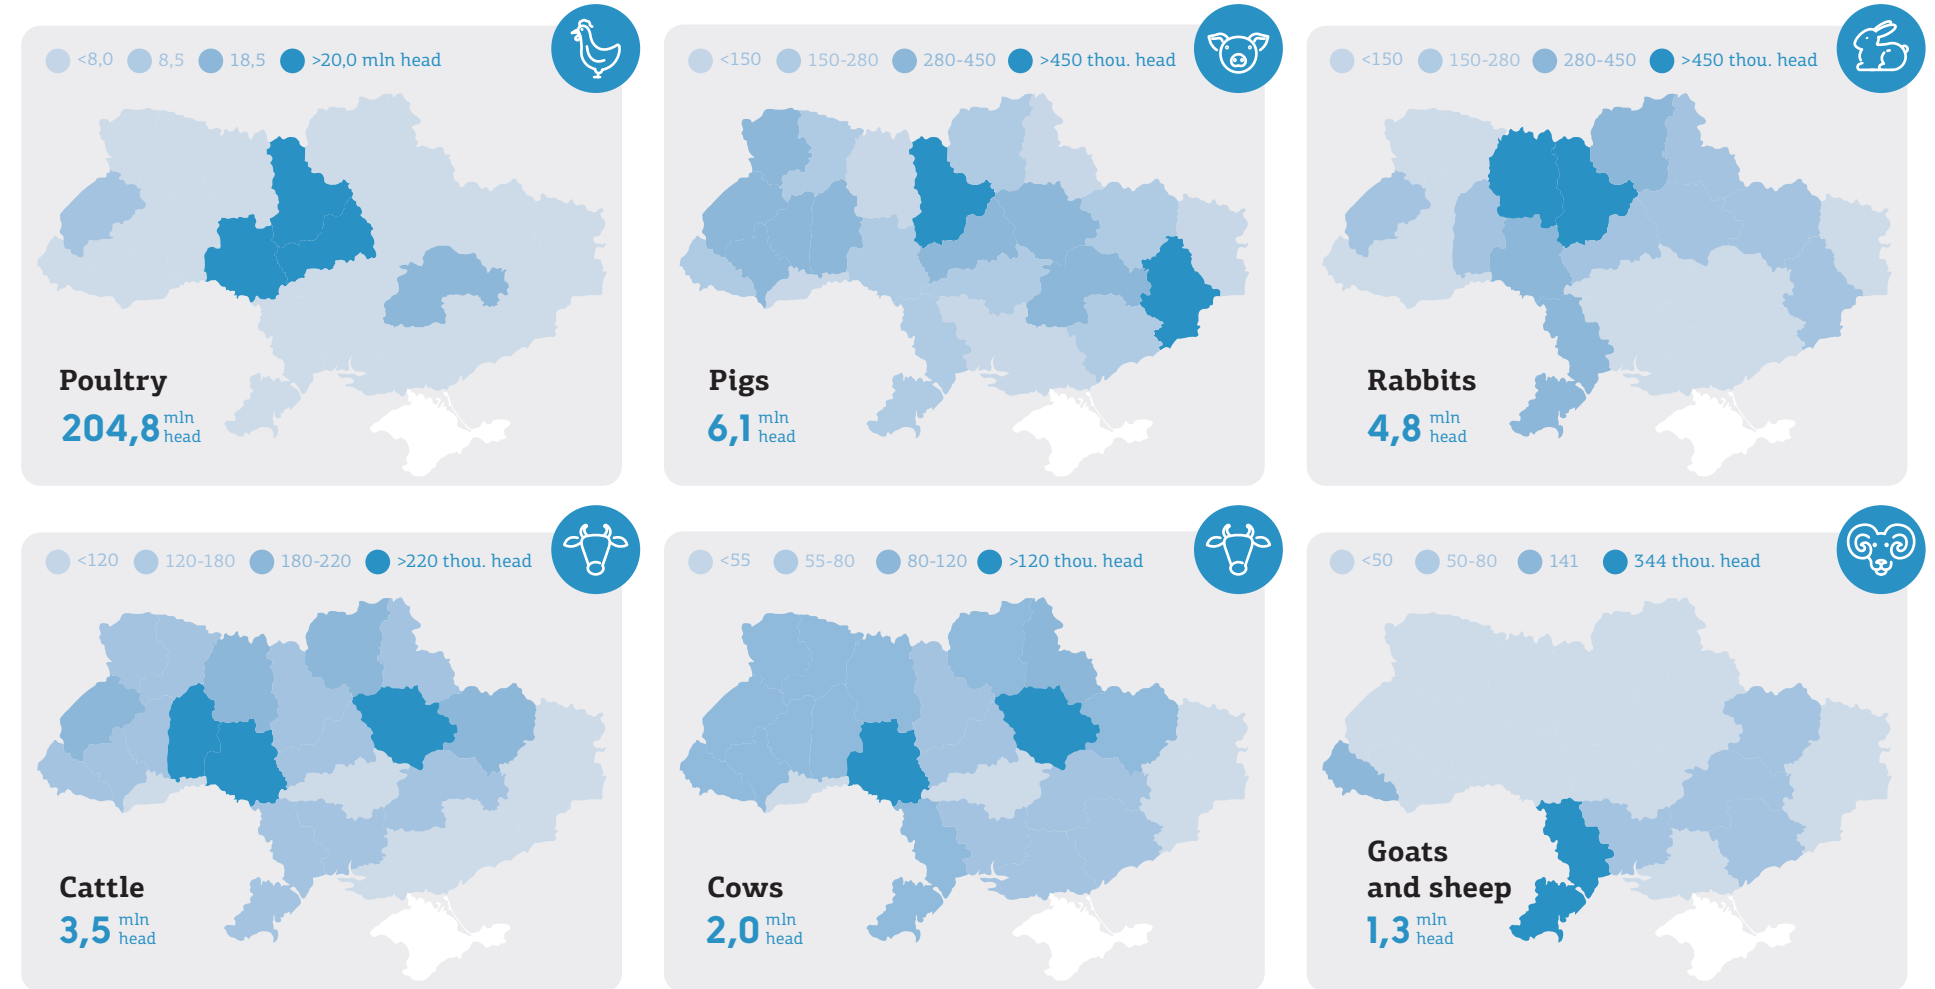 <8,0 8,5 18,5 >20,0 mln head
Poultry
204,8 mln head
<150 150-280 280-450 >450 thou. head
Pigs
6,1 mln head
<150 150-280 280-450 >450 thou. head
Rabbits
4,8 mln head
<120 120-180 180-220 >220 thou. head
Cattle
3,5 mln head
<55 55-80 80-120 >120 thou. head
Cows
2,0 mln head
<50 50-80 141 344 thou. head
Goats
and sheep
1,3 mln head